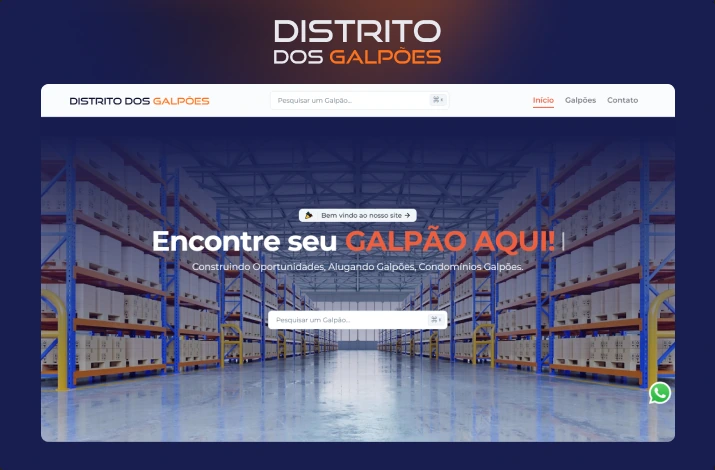 DISTRITO
DOS GALPÕES
DISTRITO DOS GALPÕES
Pesquisar um Galpão...
Início Galpões Contato
Bem vindo ao nosso site →
Encontre seu GALPÃO AQUI! |
Construindo Oportunidades, Alugando Galpões, Condomínios Galpões.
Pesquisar um Galpão...